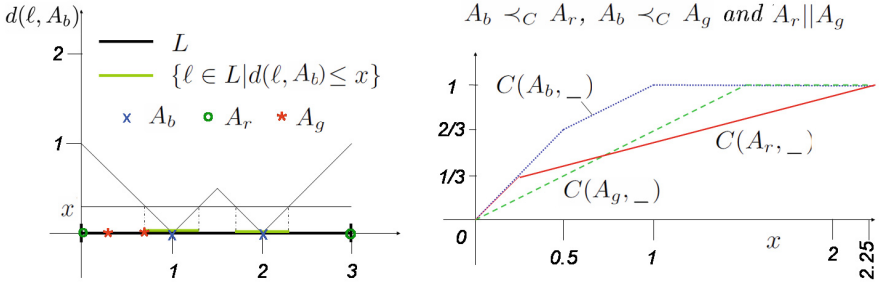 d(ℓ, A_b)
2
L
{ℓ ∈ L|d(ℓ, A_b) ≤ x}
A_b A_r A_g
1
x
1 2 3
A_b ≺_C A_r, A_b ≺_C A_g and A_r||A_g
1
C(A_b, _)
2/3
C(A_r, _)
1/3
C(A_g, _)
0
0.5 1 x 2 2.25